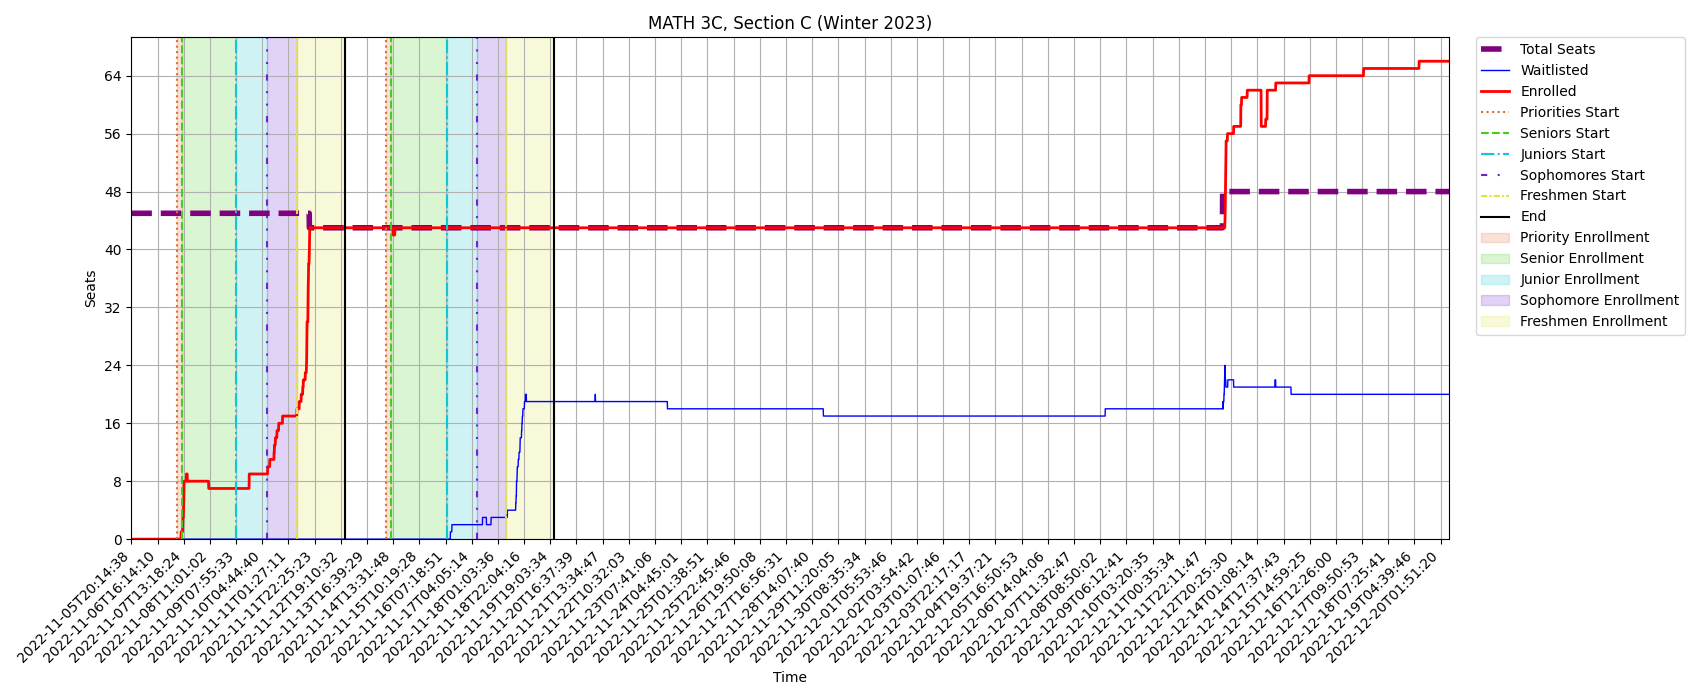 MATH 3C, Section C (Winter 2023)
Total Seats
Waitlisted
Enrolled
Priorities Start
Seniors Start
Juniors Start
Sophomores Start
Freshmen Start
End
Priority Enrollment
Senior Enrollment
Junior Enrollment
Sophomore Enrollment
Freshmen Enrollment
Seats
64
56
48
40
32
24
16
8
0
2022-11-05T20:14:38
2022-11-06T16:14:10
2022-11-07T13:18:24
2022-11-08T11:01:02
2022-11-09T07:55:33
2022-11-10T04:44:40
2022-11-11T01:27:11
2022-11-11T22:25:23
2022-11-12T19:10:32
2022-11-13T16:39:29
2022-11-14T13:31:48
2022-11-15T10:19:28
2022-11-16T07:18:51
2022-11-17T04:05:14
2022-11-18T01:03:36
2022-11-18T22:04:16
2022-11-19T19:03:34
2022-11-20T16:37:39
2022-11-21T13:34:47
2022-11-22T10:32:03
2022-11-23T07:41:06
2022-11-24T04:45:01
2022-11-25T01:38:51
2022-11-25T22:45:46
2022-11-26T19:50:08
2022-11-27T16:56:31
2022-11-28T14:07:40
2022-11-29T11:20:05
2022-11-30T08:35:34
2022-12-01T05:53:46
2022-12-02T03:54:42
2022-12-03T01:07:46
2022-12-03T22:17:17
2022-12-04T19:37:21
2022-12-05T16:50:53
2022-12-06T14:04:06
2022-12-07T11:32:47
2022-12-08T08:50:02
2022-12-09T06:12:41
2022-12-10T03:20:35
2022-12-11T00:35:34
2022-12-11T22:11:47
2022-12-12T20:25:30
2022-12-14T01:08:14
2022-12-14T17:37:43
2022-12-15T14:59:25
2022-12-16T12:26:00
2022-12-17T09:50:53
2022-12-18T07:25:41
2022-12-19T04:39:46
2022-12-20T01:51:20
Time